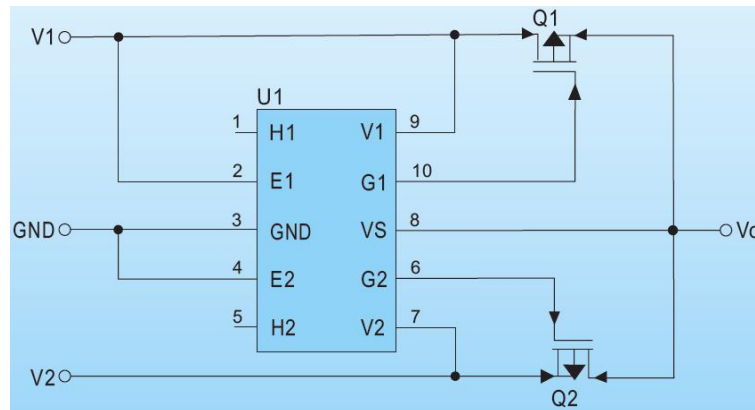 Q1
V1
U1
1 H1 V1 9
2 E1 G1 10
GND 3 GND VS 8 Vo
4 E2 G2 6
5 H2 V2 7
V2
Q2